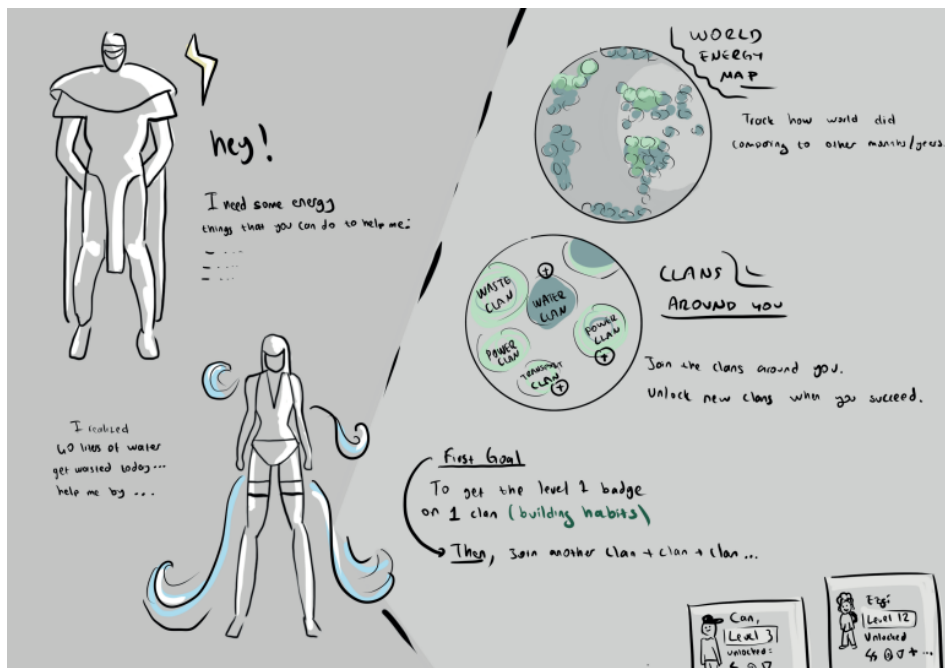 hey!
I need some energy
things that you can do to help me:
- ....
- ....
- ....
I realized
40 liters of water
get wasted today...
help me by ...
WORLD
ENERGY
MAP
Track how world did
comparing to other months/years.
WASTE
CLAN
WATER
CLAN
POWER
CLAN
POWER
CLAN
TRANSPORT
CLAN
CLANS
AROUND YOU
Join the clans around you.
Unlock new clans when you succeed.
First Goal
To get the level 1 badge
on 1 clan (building habits)
Then, Join another clan + clan + clan...
Can,
Level 3
unlocked:
Ezgi
Level 12
Unlocked